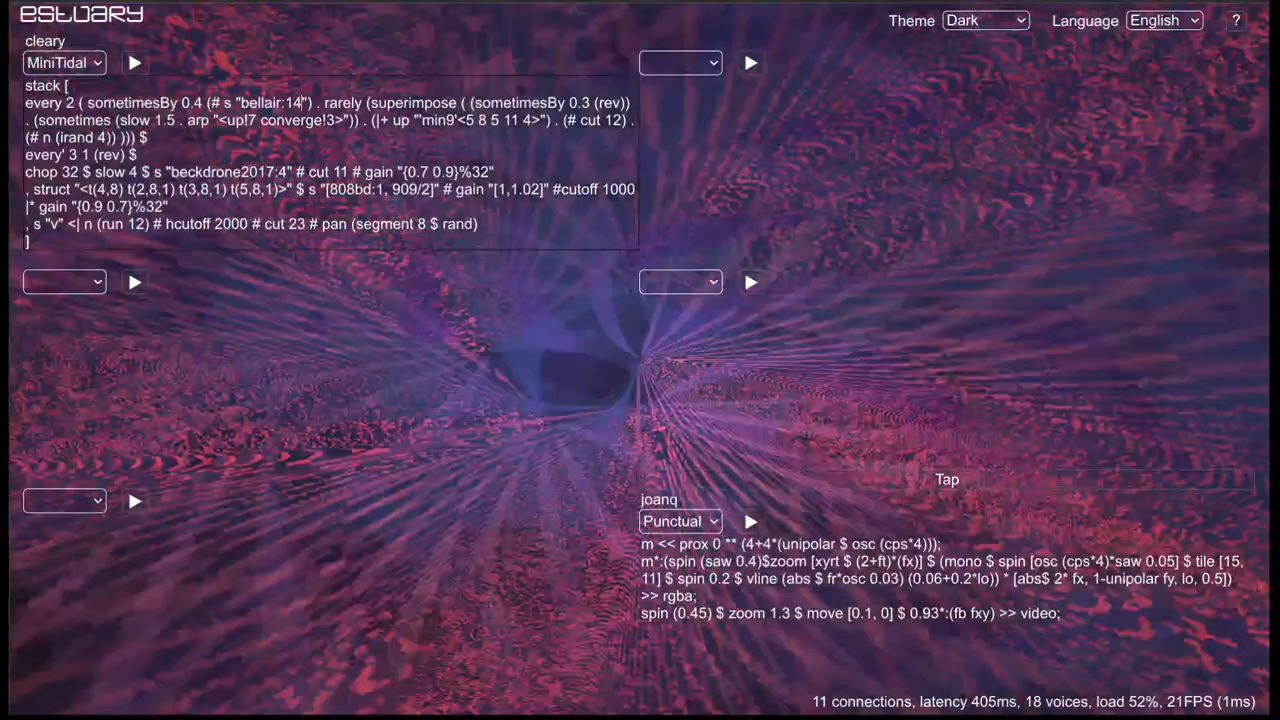 estuary
Theme Dark Language English ?
cleary
MiniTidal
stack [
every 2 ( sometimesBy 0.4 (# s "bellair:14") . rarely (superimpose ( (sometimesBy 0.3 (rev))
. (sometimes (slow 1.5 . arp "<up!7 converge!3>")) . (|+ up "'min9'<5 8 5 11 4>") . (# cut 12) .
(# n (irand 4)) ))) $
every' 3 1 (rev) $
chop 32 $ slow 4 $ s "beckdrone2017:4" # cut 11 # gain "{0.7 0.9}%32"
, struct "<t(4,8) t(2,8,1) t(3,8,1) t(5,8,1)>" $ s "[808bd:1, 909/2]" # gain "[1,1.02]" #cutoff 1000
|* gain "{0.9 0.7}%32"
, s "v" <| n (run 12) # hcutoff 2000 # cut 23 # pan (segment 8 $ rand)
]
Tap
joanq
Punctual
m << prox 0 ** (4+4*(unipolar $ osc (cps*4)));
m*:(spin (saw 0.4)$zoom [xyrt $ (2+ft)*(fx)] $ (mono $ spin [osc (cps*4)*saw 0.05] $ tile [15,
11] $ spin 0.2 $ vline (abs $ fr*osc 0.03) (0.06+0.2*lo)) * [abs$ 2* fx, 1-unipolar fy, lo, 0.5])
>> rgba;
spin (0.45) $ zoom 1.3 $ move [0.1, 0] $ 0.93*:(fb fxy) >> video;
11 connections, latency 405ms, 18 voices, load 52%, 21FPS (1ms)